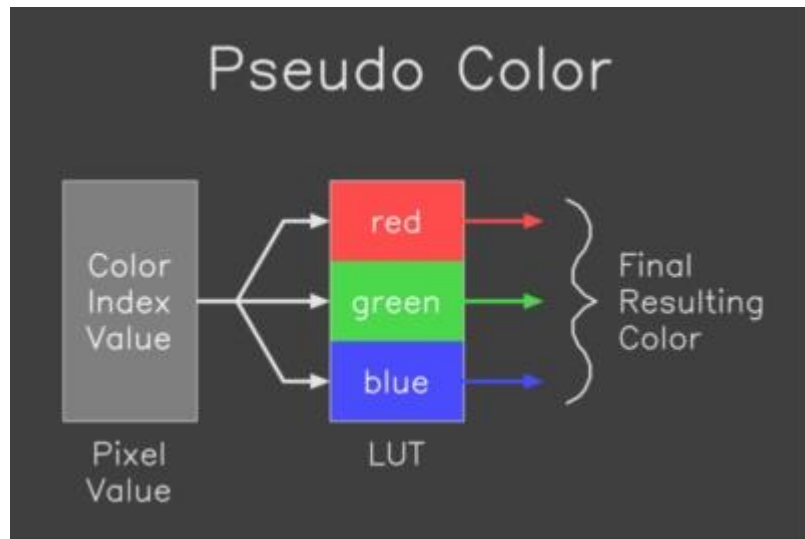 Pseudo Color
Color
Index
Value
Pixel
Value
red
green
blue
LUT
Final
Resulting
Color